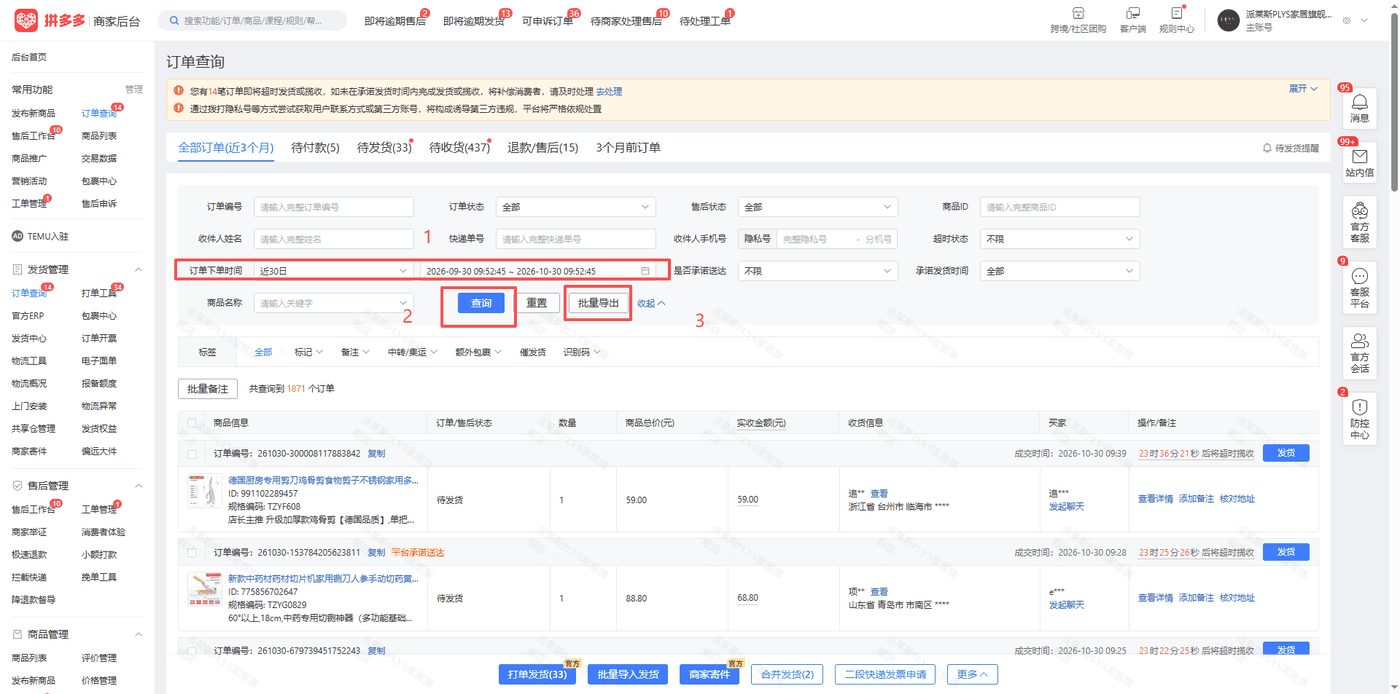 拼多多 | 商家后台
搜索功能/订单/商品/课程/规则/帮...
即将逾期售后 2 即将逾期发货 13 可申诉订单 36 待商家处理售后 10 待处理工单 1
跨境/社区团购 客户端 规则中心
派莱斯PLYS家居旗舰...
主账号
后台首页
常用功能 管理
发布新商品 订单查询 14
售后工作台 10 商品列表
商品推广 交易数据
营销活动 包裹中心
工单管理 1 售后申诉
AD TEMU入驻
发货管理
订单查询 14 打单工具 34
官方ERP 包裹中心
发货中心 订单开票
物流工具 电子面单
物流概况 报备额度
上门安装 物流异常
共享仓管理 发货权益
商家寄件 偏远大件
售后管理
售后工作台 10 工单管理 1
商家举证 消费者体验
极速退款 小额打款
拦截快递 挽单工具
降退款督导
商品管理
商品列表 评价管理
发布新商品 价格管理
订单查询
您有14笔订单即将超时发货或揽收，如未在承诺发货时间内完成发货或揽收，将补偿消费者，请及时处理 去处理 展开
通过拨打隐私号等方式尝试获取用户联系方式或第三方账号，将构成诱导第三方违规，平台将严格依规处置
全部订单(近3个月) 待付款(5) 待发货(33) 待收货(437) 退款/售后(15) 3个月前订单 待发货提醒
订单编号 请输入完整订单编号 订单状态 全部 售后状态 全部 商品ID 请输入完整商品ID
收件人姓名 请输入完整姓名 1 快递单号 请输入完整快递单号 收件人手机号 隐私号 完整隐私号 - 分机号 超时状态 不限
订单下单时间 近30日 2026-09-30 09:52:45 ~ 2026-10-30 09:52:45 是否承诺送达 不限 承诺发货时间 全部
商品名称 请输入关键字 2 查询 重置 批量导出 收起 3
标签 全部 标记 备注 中转/集运 额外包裹 催发货 识别码
批量备注 共查询到 1871 个订单
商品信息 订单/售后状态 数量 商品总价(元) 实收金额(元) 收货信息 买家 操作/备注
订单编号：261030-300008117883842 复制 成交时间：2026-10-30 09:39 23时36分21秒 后将超时揽收 发货
德国厨房专用剪刀鸡骨剪食物剪子不锈钢家用多...
ID: 991102289457
规格编码: TZYF608
店长主推 升级加厚款鸡骨剪【德国品质】,单把...
待发货 1 59.00 59.00
追** 查看
浙江省 台州市 临海市 ****
追***
发起聊天
查看详情 添加备注 核对地址
订单编号：261030-153784205623811 复制 平台承诺送达 成交时间：2026-10-30 09:28 23时25分26秒 后将超时揽收 发货
新款中药材药材切片机家用铡刀人参手动切药黄...
ID: 775856702647
规格编码: TZYG0829
60°以上,18cm,中药专用切铡神器（多功能基础...
待发货 1 88.80 68.80
项** 查看
山东省 青岛市 市南区 ****
e***
发起聊天
查看详情 添加备注 核对地址
订单编号：261030-679739451752243 复制 成交时间：2026-10-30 09:25 23时22分25秒 后将超时揽收 发货
打单发货(33) 官方 批量导入发货 商家寄件 官方 合并发货(2) 二段快递发票申请 更多
95
消息
99+
站内信
官方
客服
9
客服
平台
官方
会话
2
防控
中心